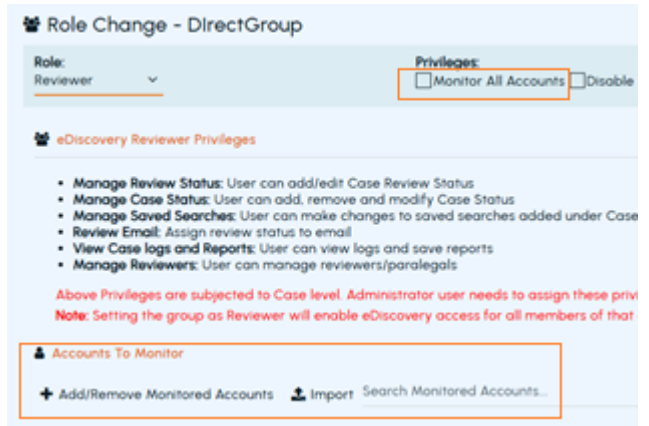 Role Change - DIrectGroup
Role:
Privileges:
Reviewer
Monitor All Accounts Disable
eDiscovery Reviewer Privileges
• Manage Review Status: User can add/edit Case Review Status
• Manage Case Status: User can add, remove and modify Case Status
• Manage Saved Searches: User can make changes to saved searches added under Case
• Review Email: Assign review status to email
• View Case logs and Reports: User can view logs and save reports
• Manage Reviewers: User can manage reviewers/paralegals
Above Privileges are subjected to Case level. Administrator user needs to assign these privi
Note: Setting the group as Reviewer will enable eDiscovery access for all members of that
Accounts To Monitor
Add/Remove Monitored Accounts Import Search Monitored Accounts...